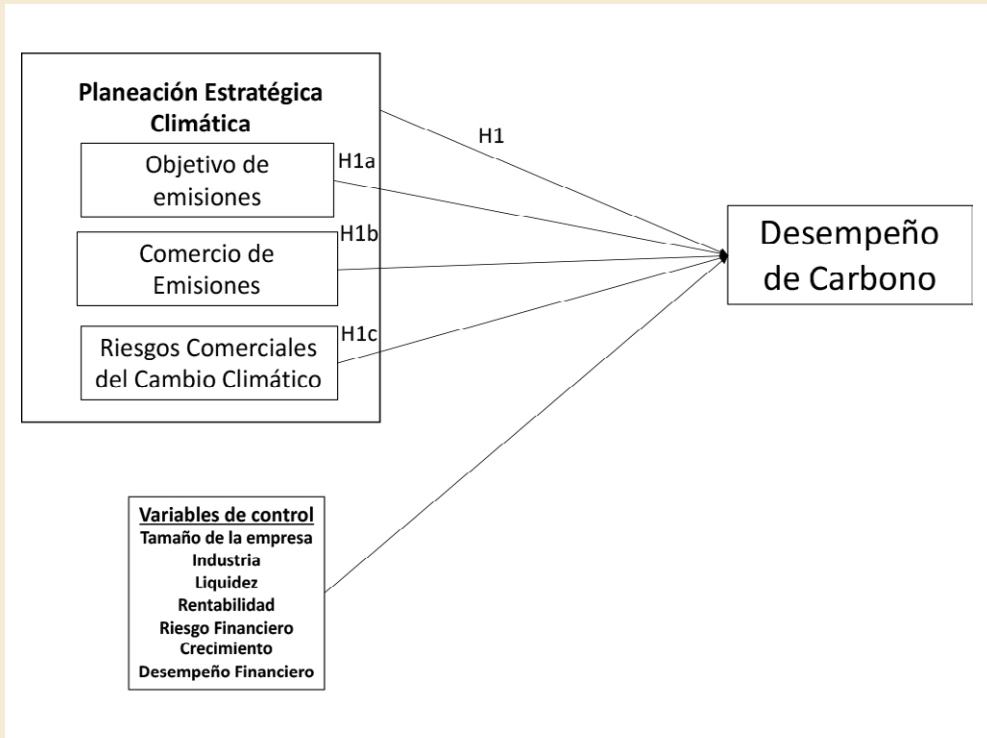 Planeación Estratégica
Climática
Objetivo de
emisiones
H1a
H1
Comercio de
Emisiones
H1b
Riesgos Comerciales
del Cambio Climático
H1c
Desempeño
de Carbono
Variables de control
Tamaño de la empresa
Industria
Liquidez
Rentabilidad
Riesgo Financiero
Crecimiento
Desempeño Financiero